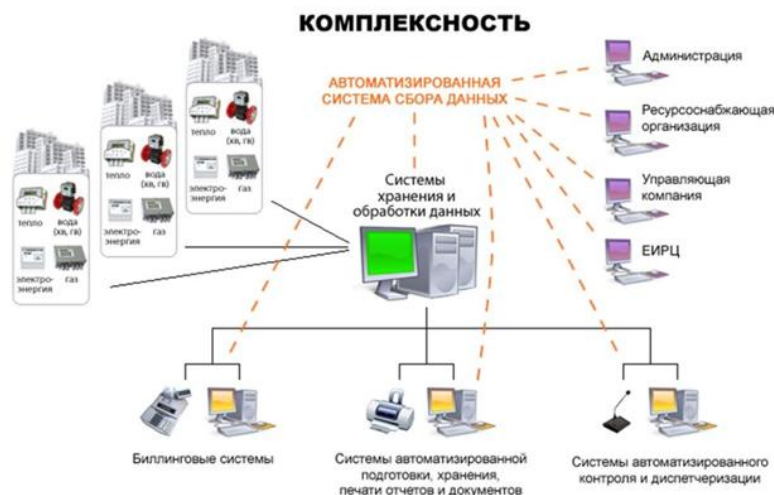 КОМПЛЕКСНОСТЬ
АВТОМАТИЗИРОВАННАЯ
СИСТЕМА СБОРА ДАННЫХ
Администрация
Ресурсоснабжающая
организация
Управляющая
компания
ЕИРЦ
тепло
вода
(хв, гв)
электро-
энергия
газ
тепло
вода
(хв, гв)
электро-
энергия
газ
тепло
вода
(хв, гв)
электро-
энергия
газ
Системы
хранения и
обработки данных
Биллинговые системы
Системы автоматизированной
подготовки, хранения,
печати отчетов и документов
Системы автоматизированного
контроля и диспетчеризации